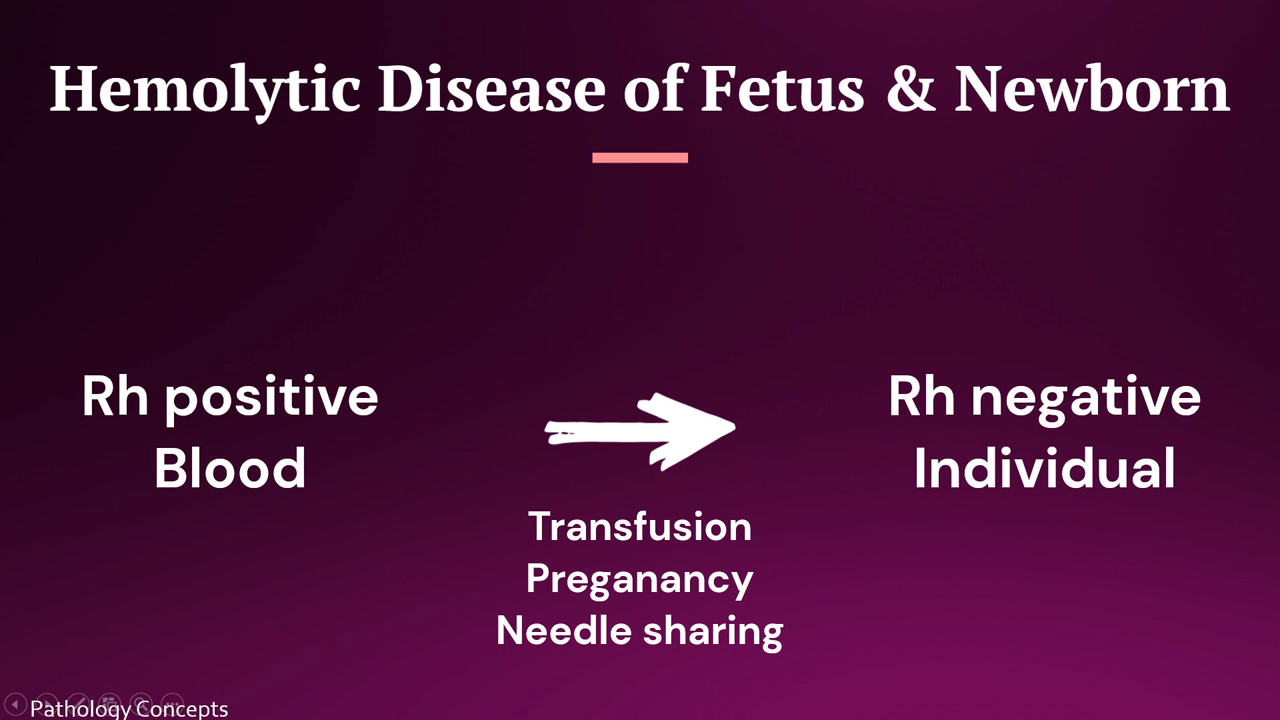 Hemolytic Disease of Fetus & Newborn
Rh positive
Blood
Rh negative
Individual
Transfusion
Preganancy
Needle sharing
Pathology Concepts